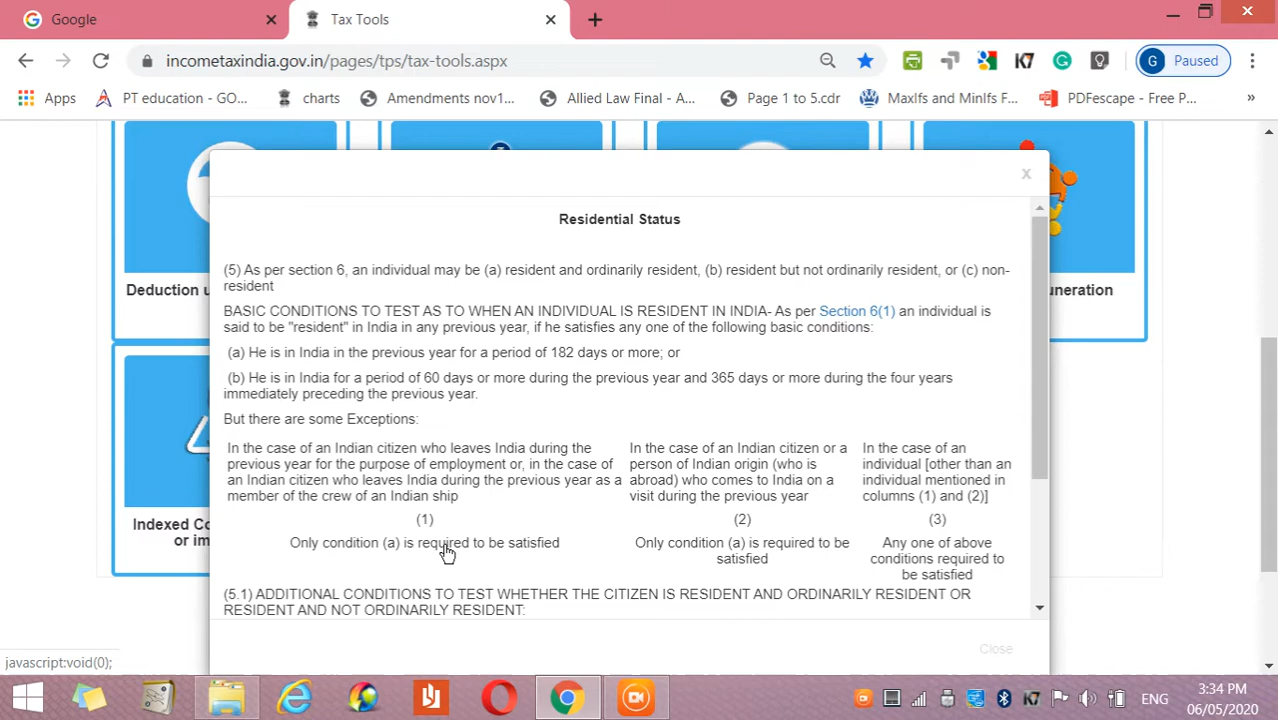 Google
Tax Tools
incometaxindia.gov.in/pages/tps/tax-tools.aspx
G Paused
Apps PT education - GO... charts Amendments nov1... Allied Law Final - A... Page 1 to 5.cdr MaxIfs and MinIfs F... PDFescape - Free P... »
x
Residential Status
(5) As per section 6, an individual may be (a) resident and ordinarily resident, (b) resident but not ordinarily resident, or (c) non-
resident
Deduction u
uneration
BASIC CONDITIONS TO TEST AS TO WHEN AN INDIVIDUAL IS RESIDENT IN INDIA- As per Section 6(1) an individual is
said to be "resident" in India in any previous year, if he satisfies any one of the following basic conditions:
(a) He is in India in the previous year for a period of 182 days or more; or
(b) He is in India for a period of 60 days or more during the previous year and 365 days or more during the four years
immediately preceding the previous year.
But there are some Exceptions:
In the case of an Indian citizen who leaves India during the
previous year for the purpose of employment or, in the case of
an Indian citizen who leaves India during the previous year as a
member of the crew of an Indian ship
(1)
Only condition (a) is required to be satisfied
In the case of an Indian citizen or a
person of Indian origin (who is
abroad) who comes to India on a
visit during the previous year
(2)
Only condition (a) is required to be
satisfied
In the case of an
individual [other than an
individual mentioned in
columns (1) and (2)]
(3)
Any one of above
conditions required to
be satisfied
Indexed Co
or im
(5.1) ADDITIONAL CONDITIONS TO TEST WHETHER THE CITIZEN IS RESIDENT AND ORDINARILY RESIDENT OR
RESIDENT AND NOT ORDINARILY RESIDENT:
Close
javascript:void(0);
K7
ENG
3:34 PM
06/05/2020